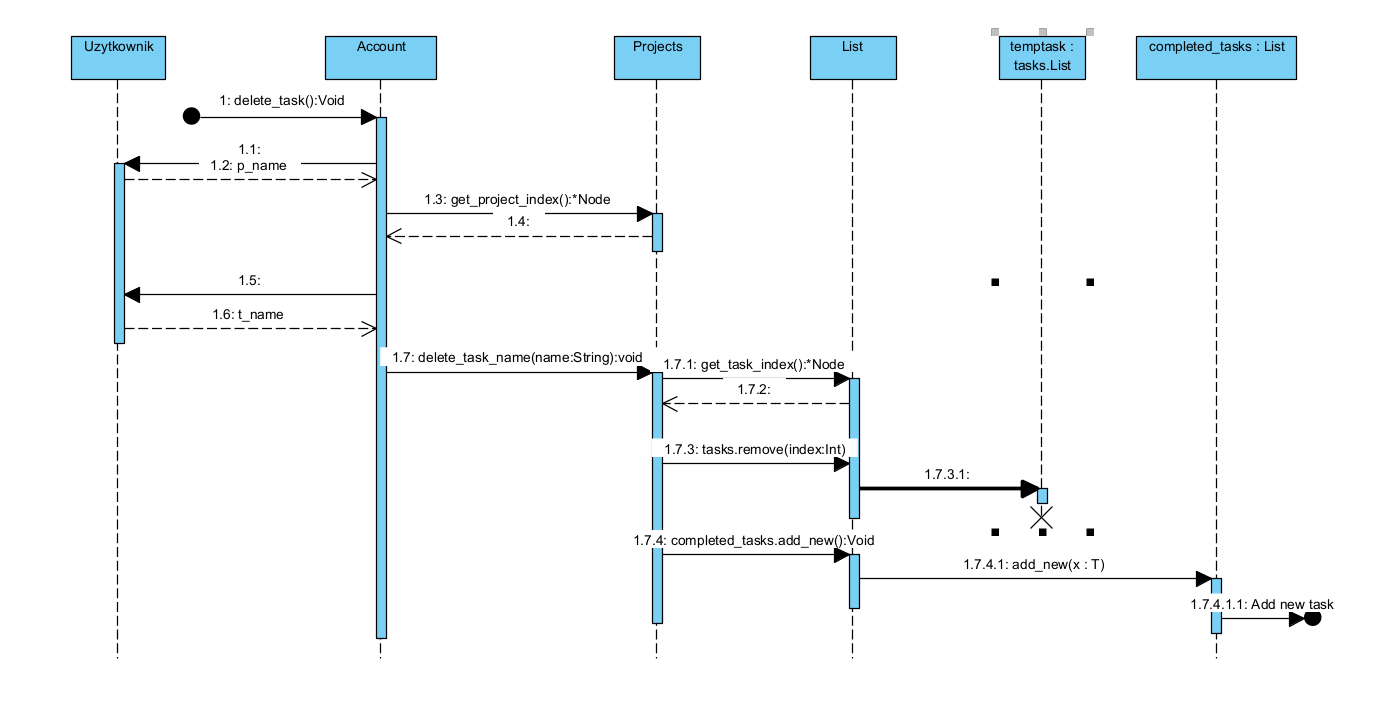 Uzytkownik
Account
Projects
List
temptask :
tasks.List
completed_tasks : List
1: delete_task():Void
1.1:
1.2: p_name
1.3: get_project_index():*Node
1.4:
1.5:
1.6: t_name
1.7: delete_task_name(name:String):void
1.7.1: get_task_index():*Node
1.7.2:
1.7.3: tasks.remove(index:Int)
1.7.3.1:
1.7.4: completed_tasks.add_new():Void
1.7.4.1: add_new(x : T)
1.7.4.1.1: Add new task